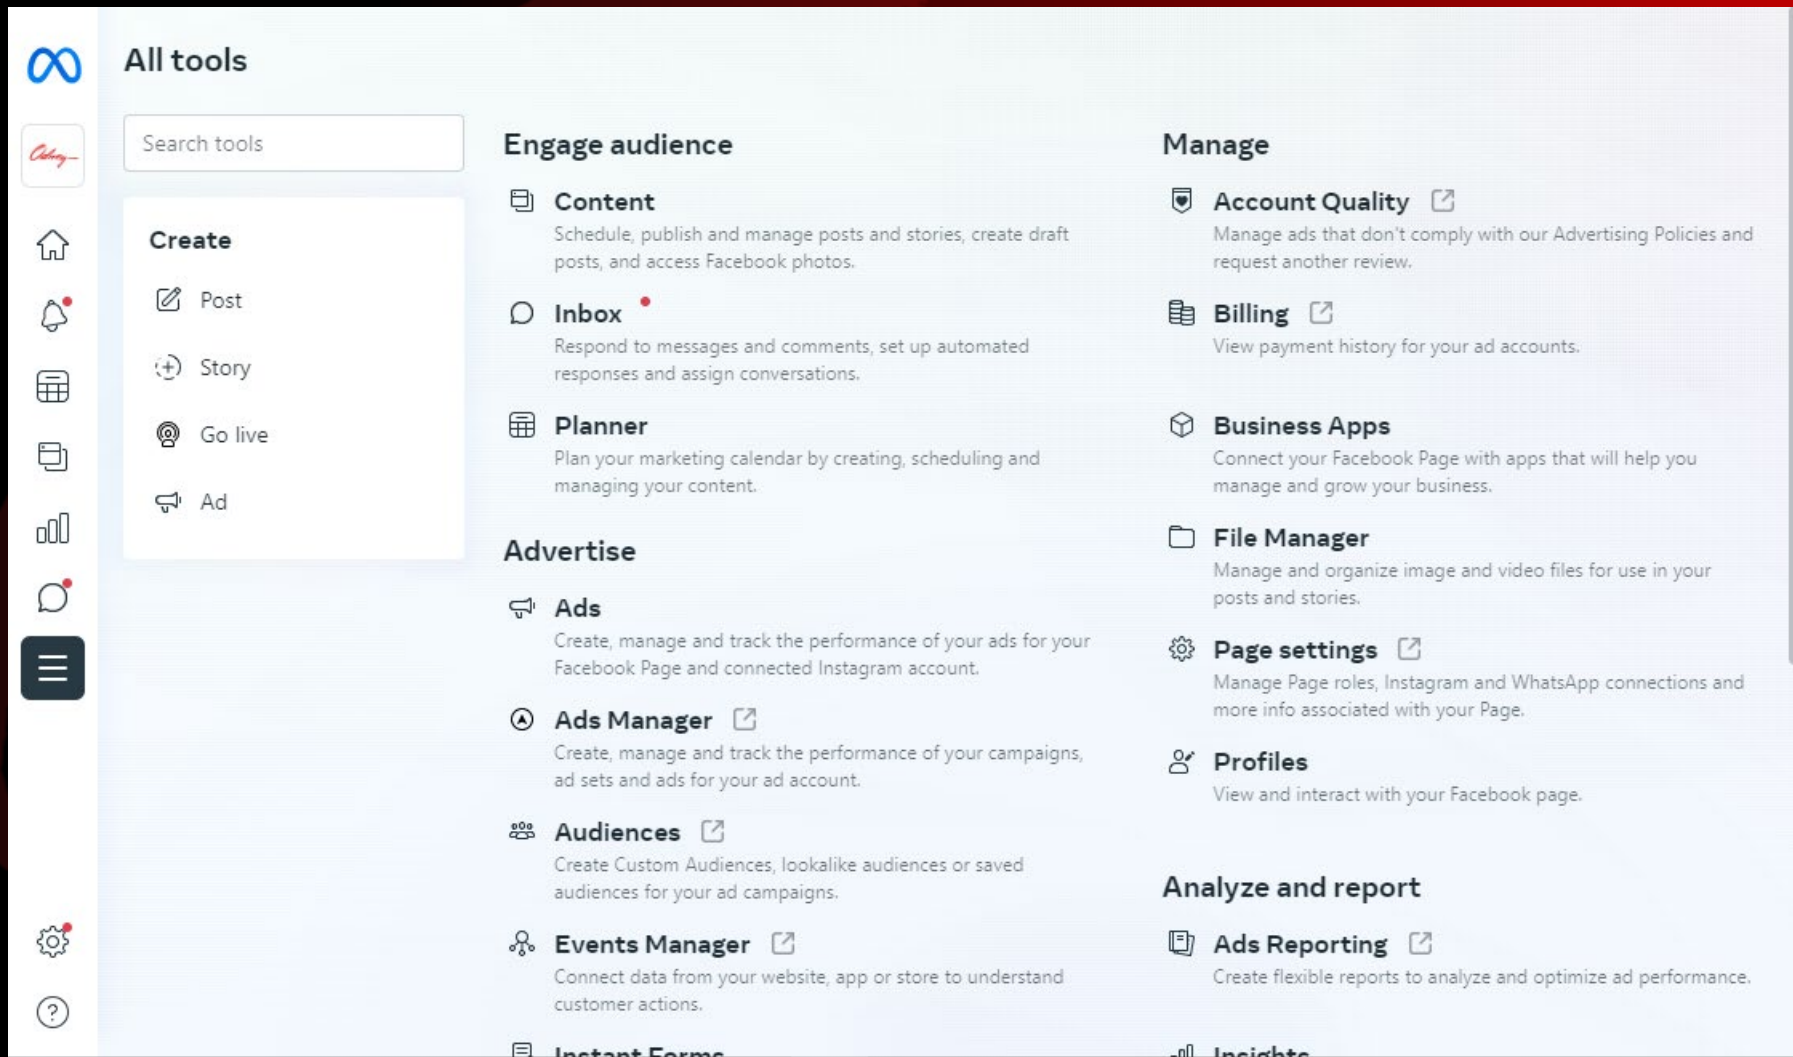 All tools
Search tools
Create
Post
Story
Go live
Ad
Engage audience
Content
Schedule, publish and manage posts and stories, create draft
posts, and access Facebook photos.
Inbox
Respond to messages and comments, set up automated
responses and assign conversations.
Planner
Plan your marketing calendar by creating, scheduling and
managing your content.
Advertise
Ads
Create, manage and track the performance of your ads for your
Facebook Page and connected Instagram account.
Ads Manager
Create, manage and track the performance of your campaigns,
ad sets and ads for your ad account.
Audiences
Create Custom Audiences, lookalike audiences or saved
audiences for your ad campaigns.
Events Manager
Connect data from your website, app or store to understand
customer actions.
Instant Forms
Manage
Account Quality
Manage ads that don't comply with our Advertising Policies and
request another review.
Billing
View payment history for your ad accounts.
Business Apps
Connect your Facebook Page with apps that will help you
manage and grow your business.
File Manager
Manage and organize image and video files for use in your
posts and stories.
Page settings
Manage Page roles, Instagram and WhatsApp connections and
more info associated with your Page.
Profiles
View and interact with your Facebook page.
Analyze and report
Ads Reporting
Create flexible reports to analyze and optimize ad performance.
Insights